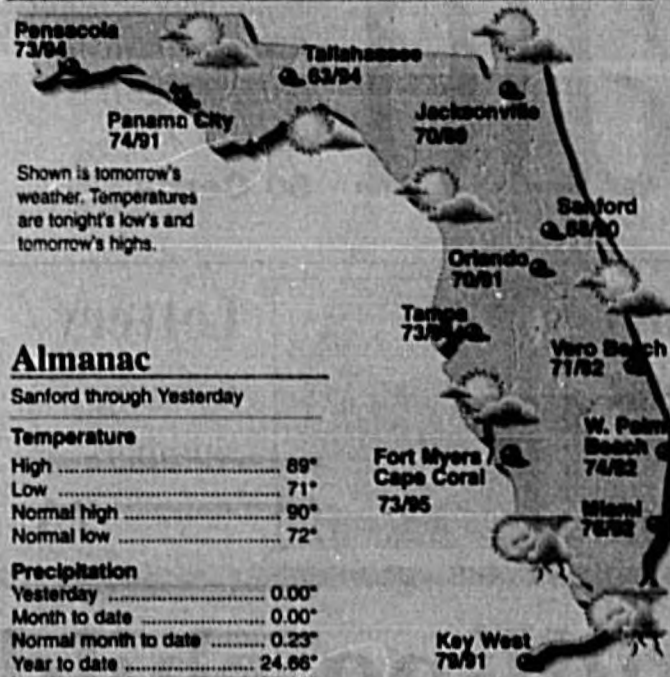 Pensacola
73/94
Tallahassee
63/94
Panama City
74/91
Jacksonville
Shown is tomorrow's
weather. Temperatures
are tonight's low's and
tomorrow's highs.
Sanford
Orlando
70/91
Tampa
Vero Beach
71/92
Almanac
Sanford through Yesterday
Temperature
High 89°
Low 71°
Normal high 90°
Normal low 72°
Fort Myers /
Cape Coral
73/95
W. Palm
Beach
74/92
Miami
Precipitation
Yesterday 0.00"
Month to date 0.00"
Normal month to date 0.23"
Year to date 24.66"
Key West
79/91